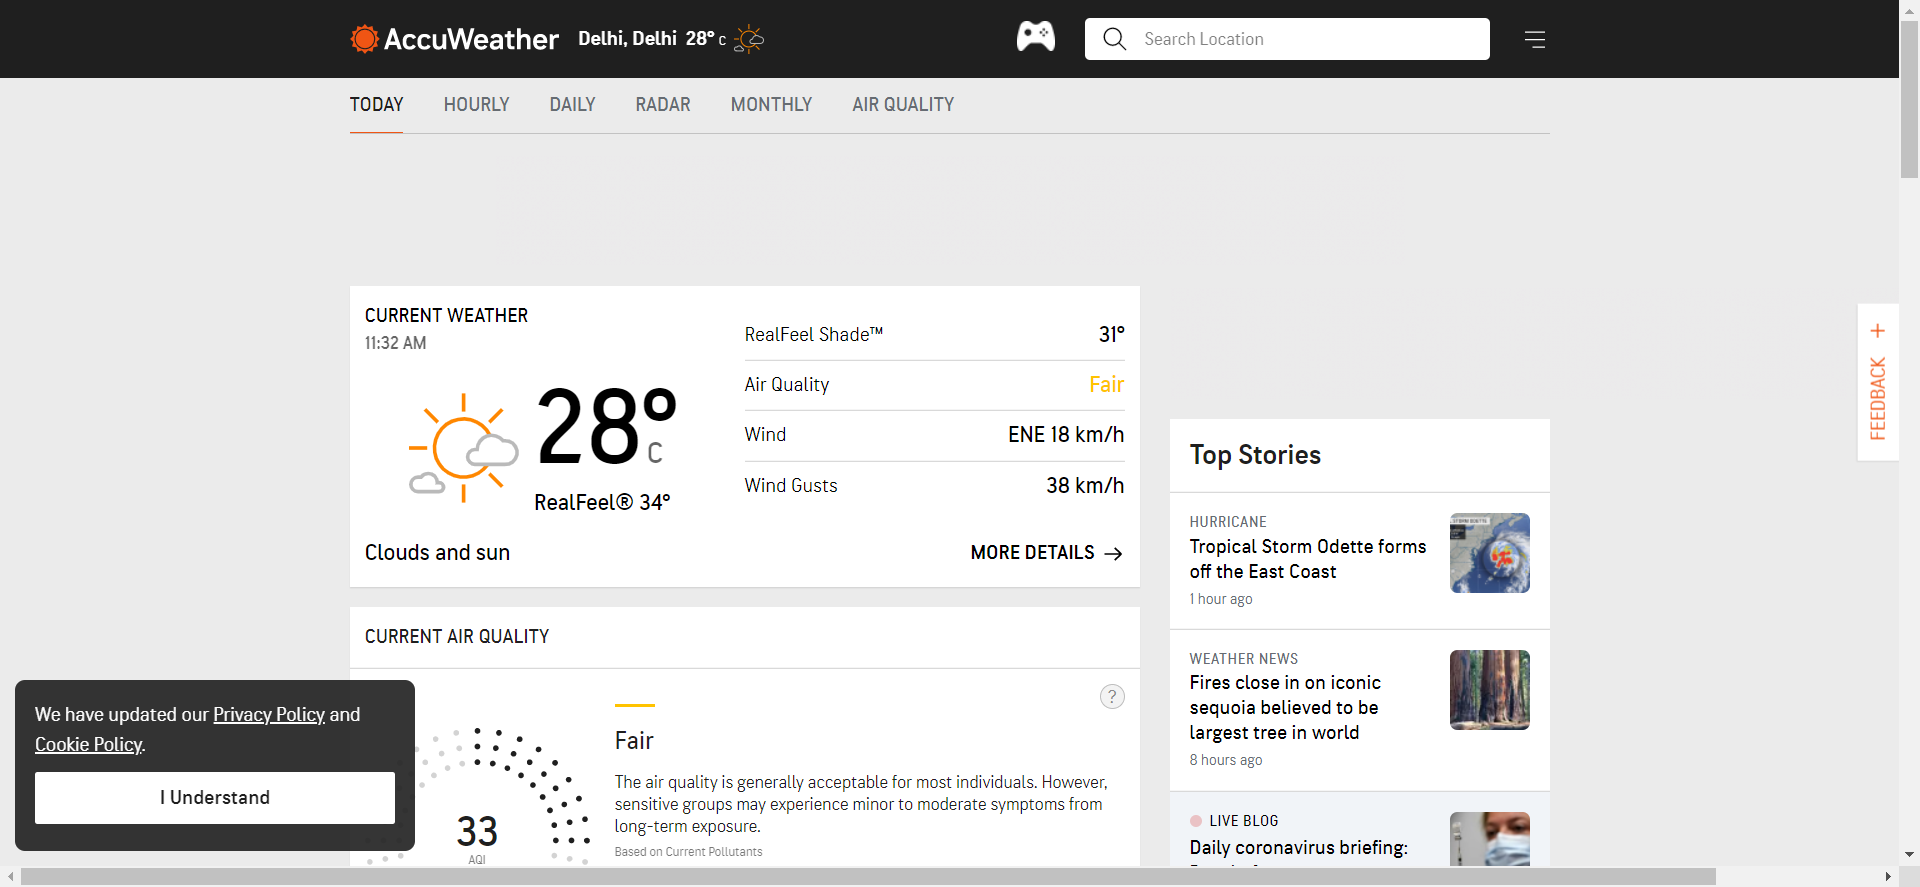 AccuWeather
Delhi, Delhi 28° C
Search Location
TODAY HOURLY DAILY RADAR MONTHLY AIR QUALITY
CURRENT WEATHER
11:32 AM
28°
C
RealFeel® 34°
Clouds and sun
RealFeel Shade™ 31°
Air Quality Fair
Wind ENE 18 km/h
Wind Gusts 38 km/h
MORE DETAILS
CURRENT AIR QUALITY
?
Fair
The air quality is generally acceptable for most individuals. However,
sensitive groups may experience minor to moderate symptoms from
long-term exposure.
Based on Current Pollutants
33
AQI
Top Stories
HURRICANE
Tropical Storm Odette forms
off the East Coast
1 hour ago
WEATHER NEWS
Fires close in on iconic
sequoia believed to be
largest tree in world
8 hours ago
LIVE BLOG
Daily coronavirus briefing:
FEEDBACK +
We have updated our Privacy Policy and
Cookie Policy.
I Understand